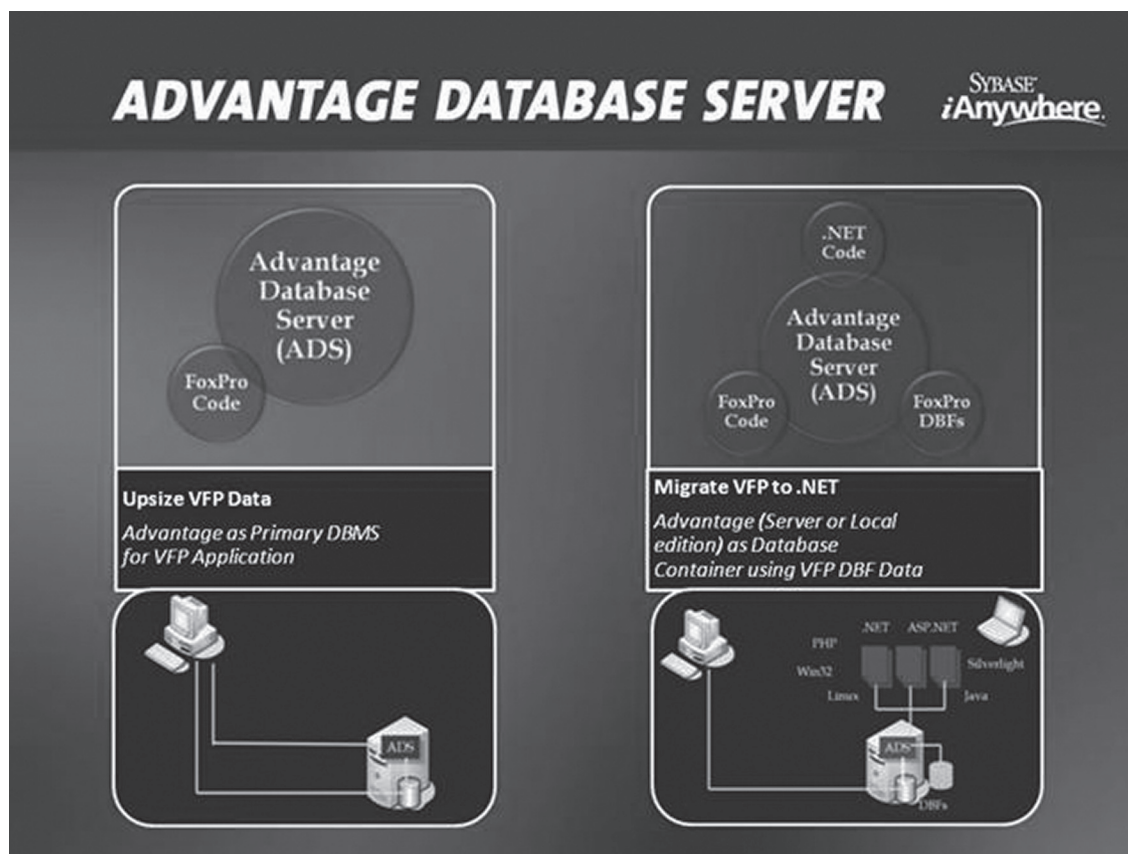 ADVANTAGE DATABASE SERVER
SYBASE
iAnywhere.
Advantage
Database
Server
(ADS)
FoxPro
Code
Upsize VFP Data
Advantage as Primary DBMS
for VFP Application
ADS
.NET
Code
Advantage
Database
Server
(ADS)
FoxPro
Code
FoxPro
DBFs
Migrate VFP to .NET
Advantage (Server or Local
edition) as Database
Container using VFP DBF Data
.NET ASP.NET
PHP
Silverlight
Win32
Linux
Java
ADS
DBFs